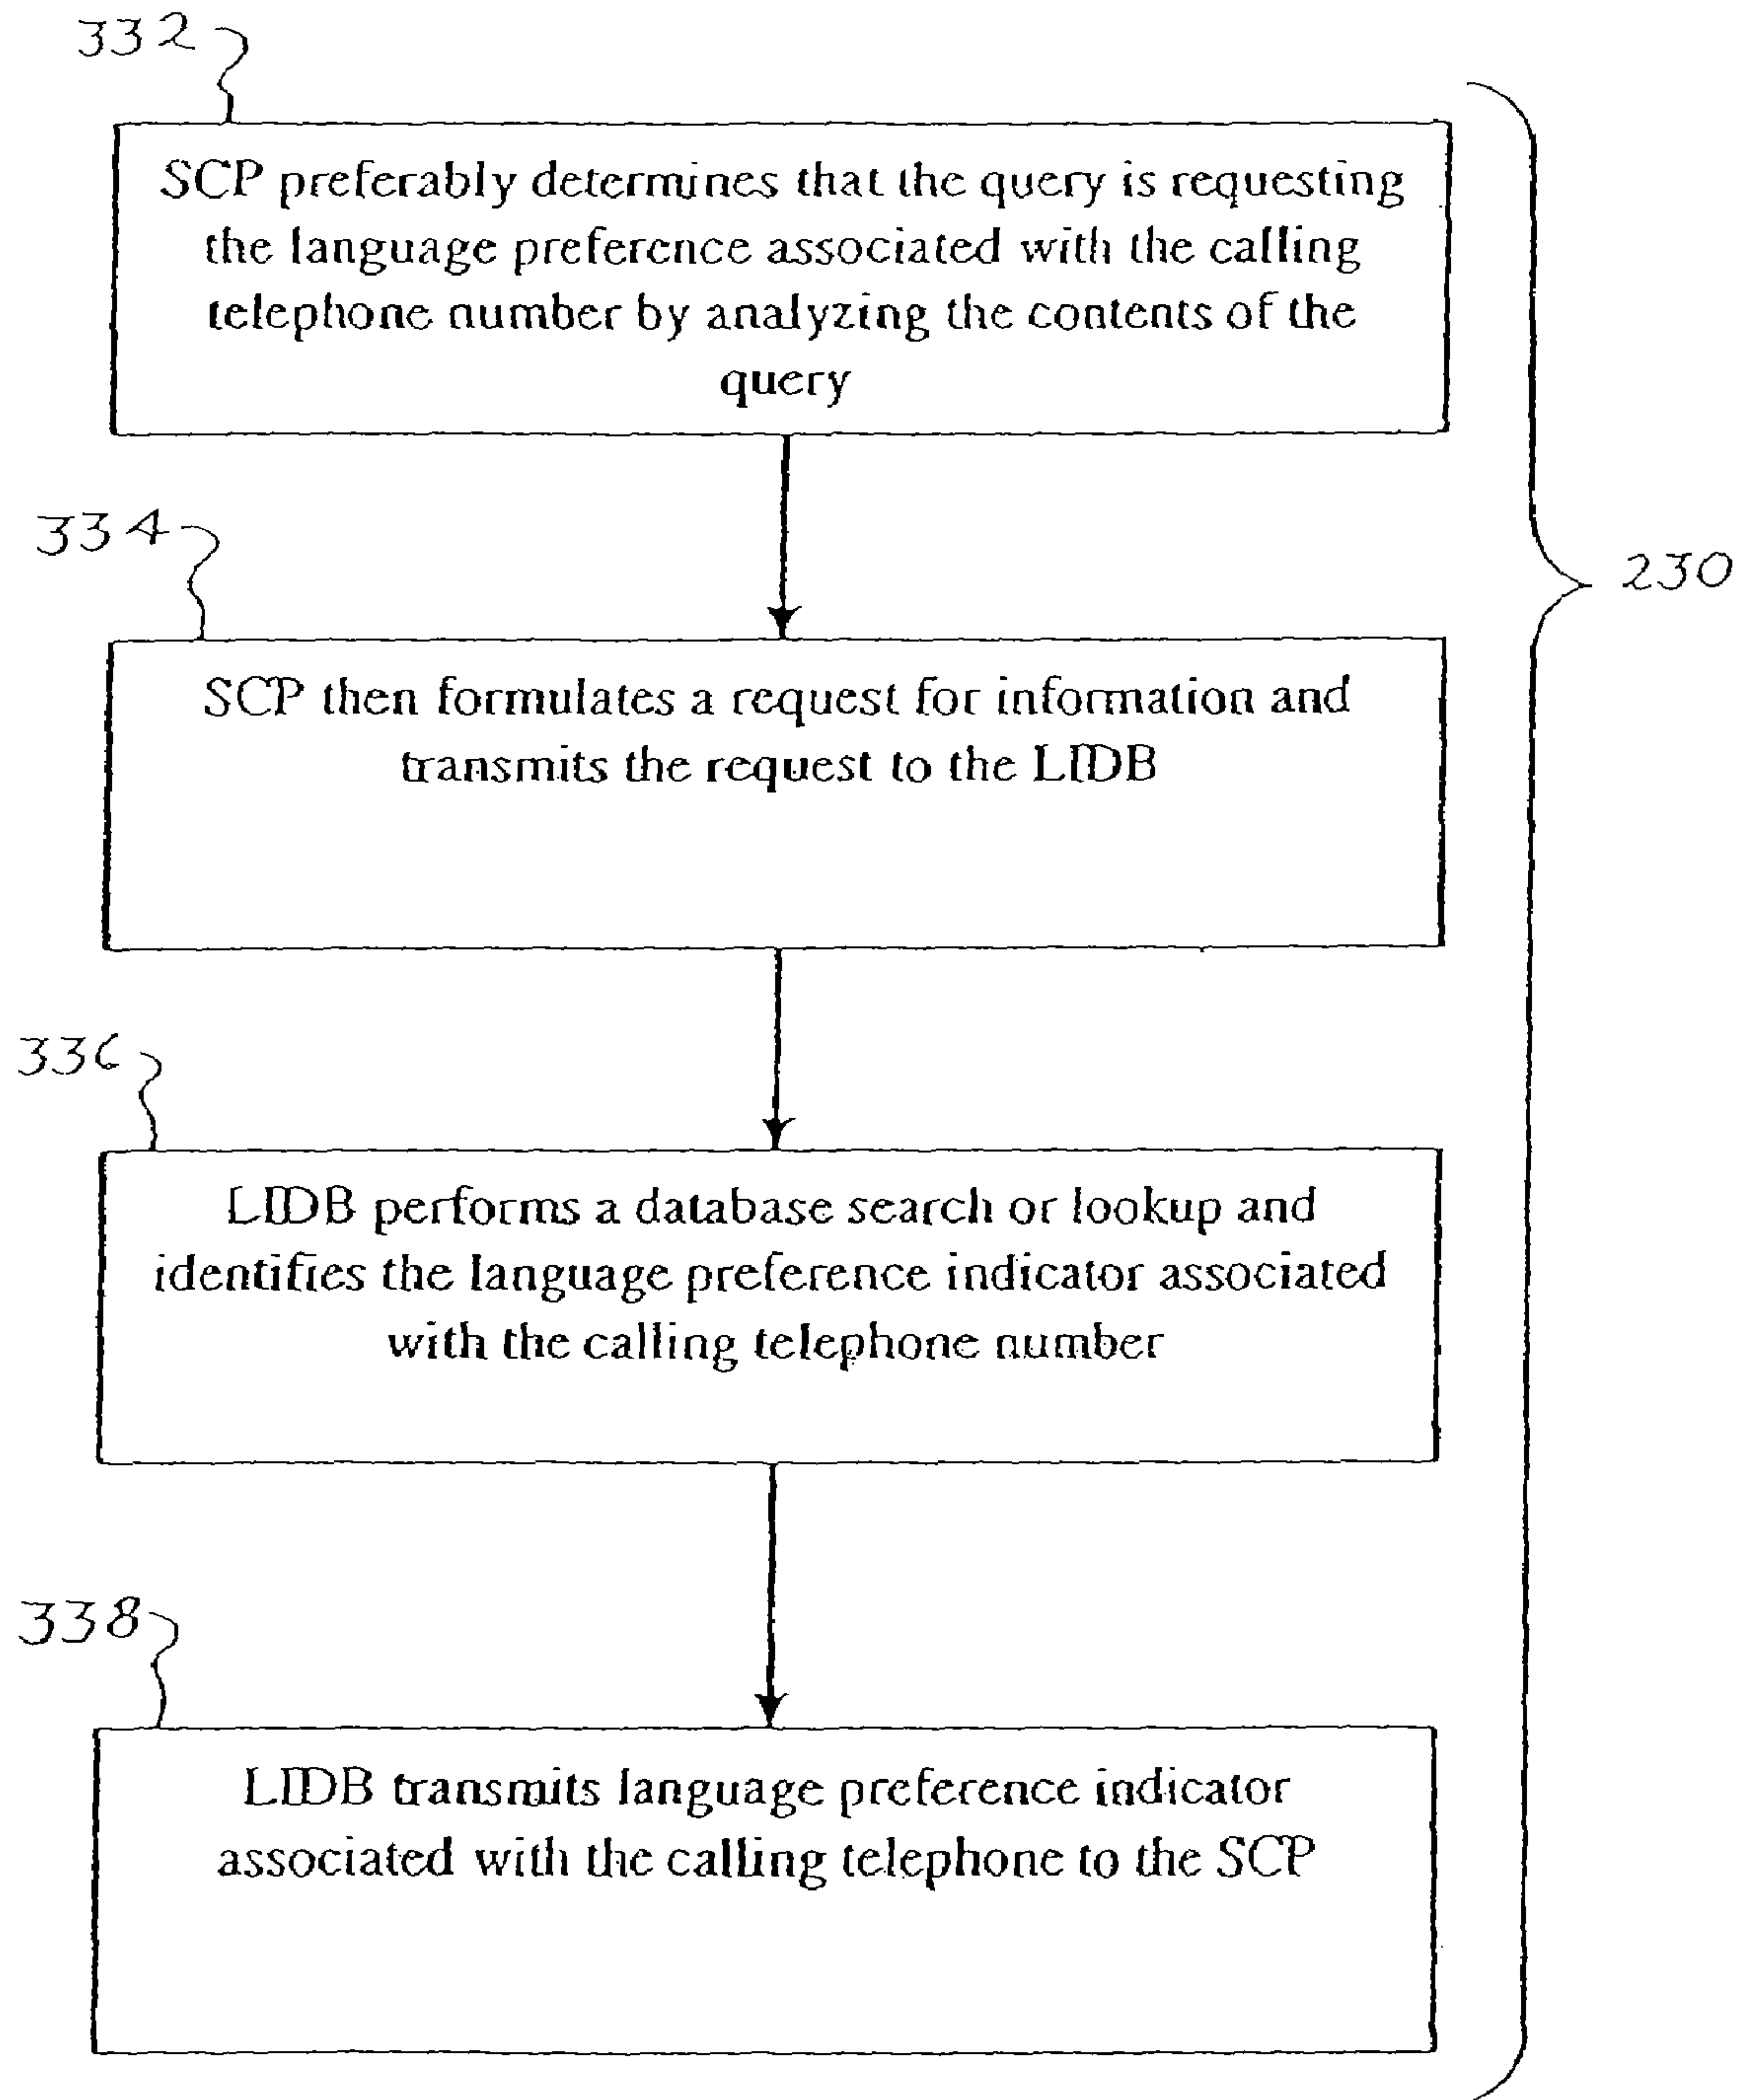 332
SCP preferably determines that the query is requesting
the language preference associated with the calling
telephone number by analyzing the contents of the
query
334
230
SCP then formulates a request for information and
transmits the request to the LIDB
336
LIDB performs a database search or lookup and
identifies the language preference indicator associated
with the calling telephone number
338
LIDB transmits language preference indicator
associated with the calling telephone to the SCP